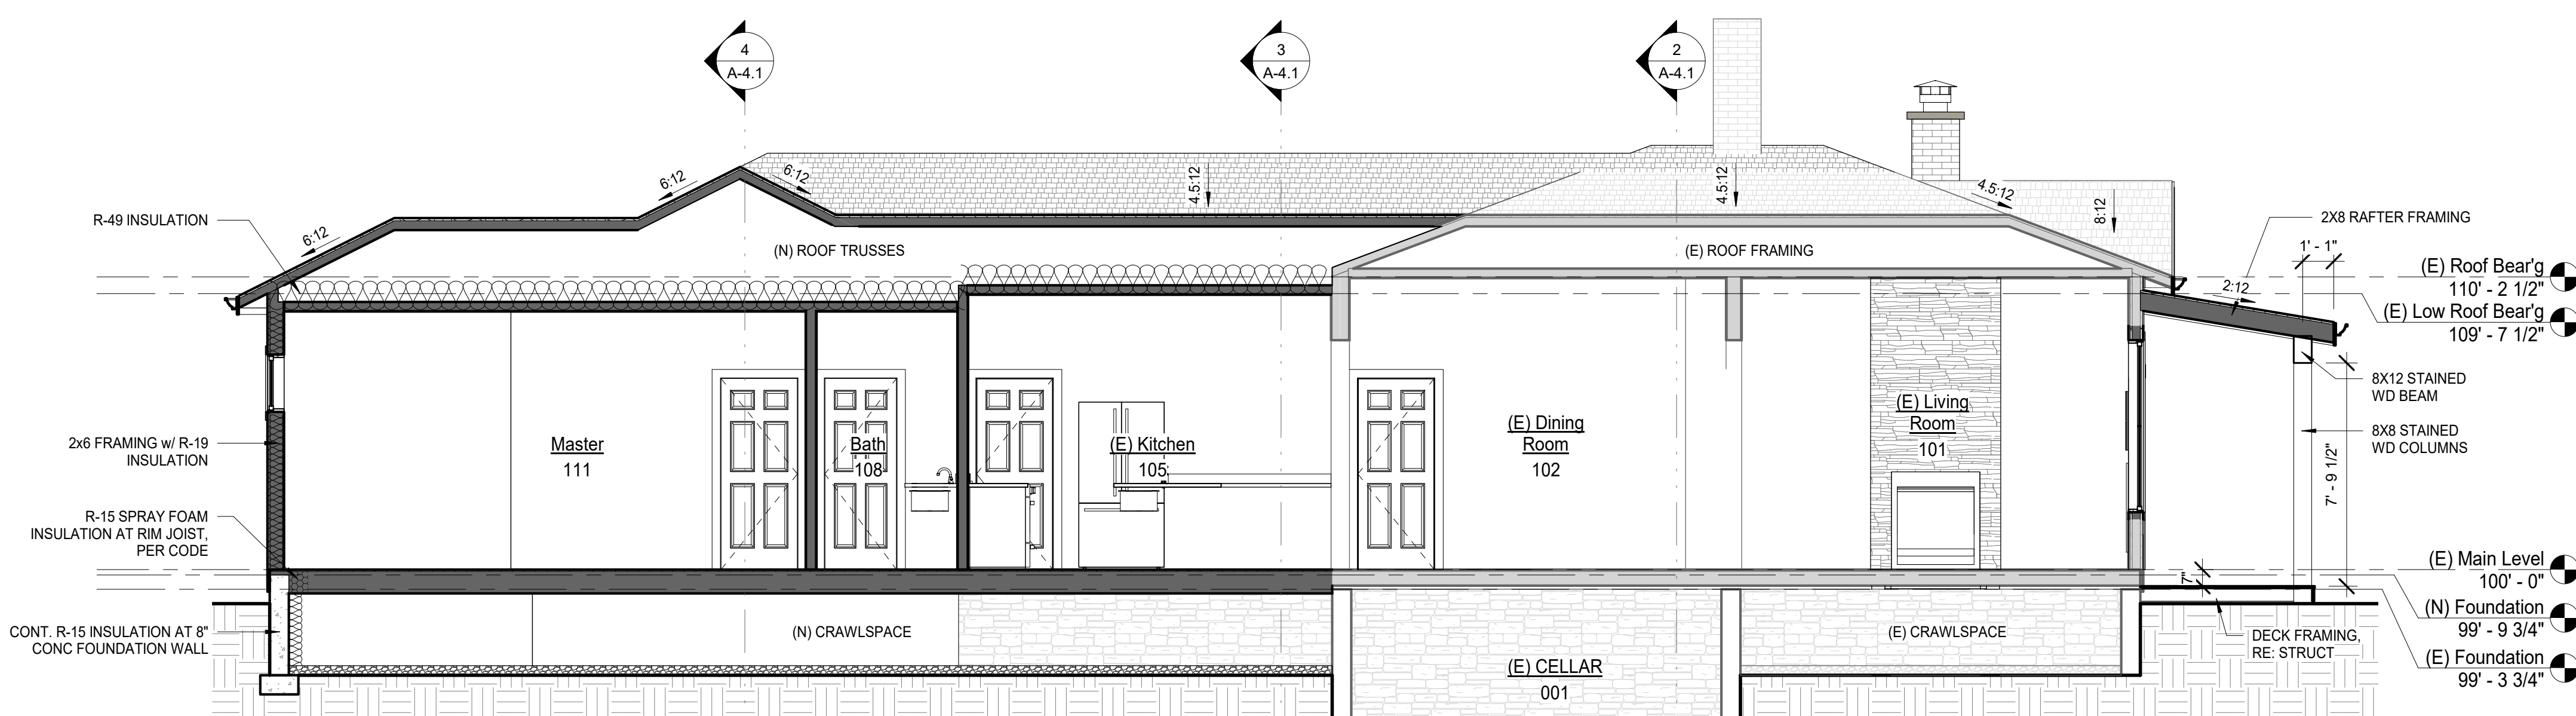 4
A-4.1
3
A-4.1
2
A-4.1
6:12
6:12
6:12
4.5:12
4.5:12
4.5:12
8:12
2:12
R-49 INSULATION
(N) ROOF TRUSSES
(E) ROOF FRAMING
2X8 RAFTER FRAMING
1' - 1"
(E) Roof Bear'g
110' - 2 1/2"
(E) Low Roof Bear'g
109' - 7 1/2"
8X12 STAINED
WD BEAM
8X8 STAINED
WD COLUMNS
7' - 9 1/2"
2x6 FRAMING w/ R-19
INSULATION
Master
111
Bath
108
(E) Kitchen
105
(E) Dining
Room
102
(E) Living
Room
101
R-15 SPRAY FOAM
INSULATION AT RIM JOIST,
PER CODE
7"
(E) Main Level
100' - 0"
(N) Foundation
99' - 9 3/4"
(E) Foundation
99' - 3 3/4"
CONT. R-15 INSULATION AT 8"
CONC FOUNDATION WALL
(N) CRAWLSPACE
(E) CELLAR
001
(E) CRAWLSPACE
DECK FRAMING,
RE: STRUCT